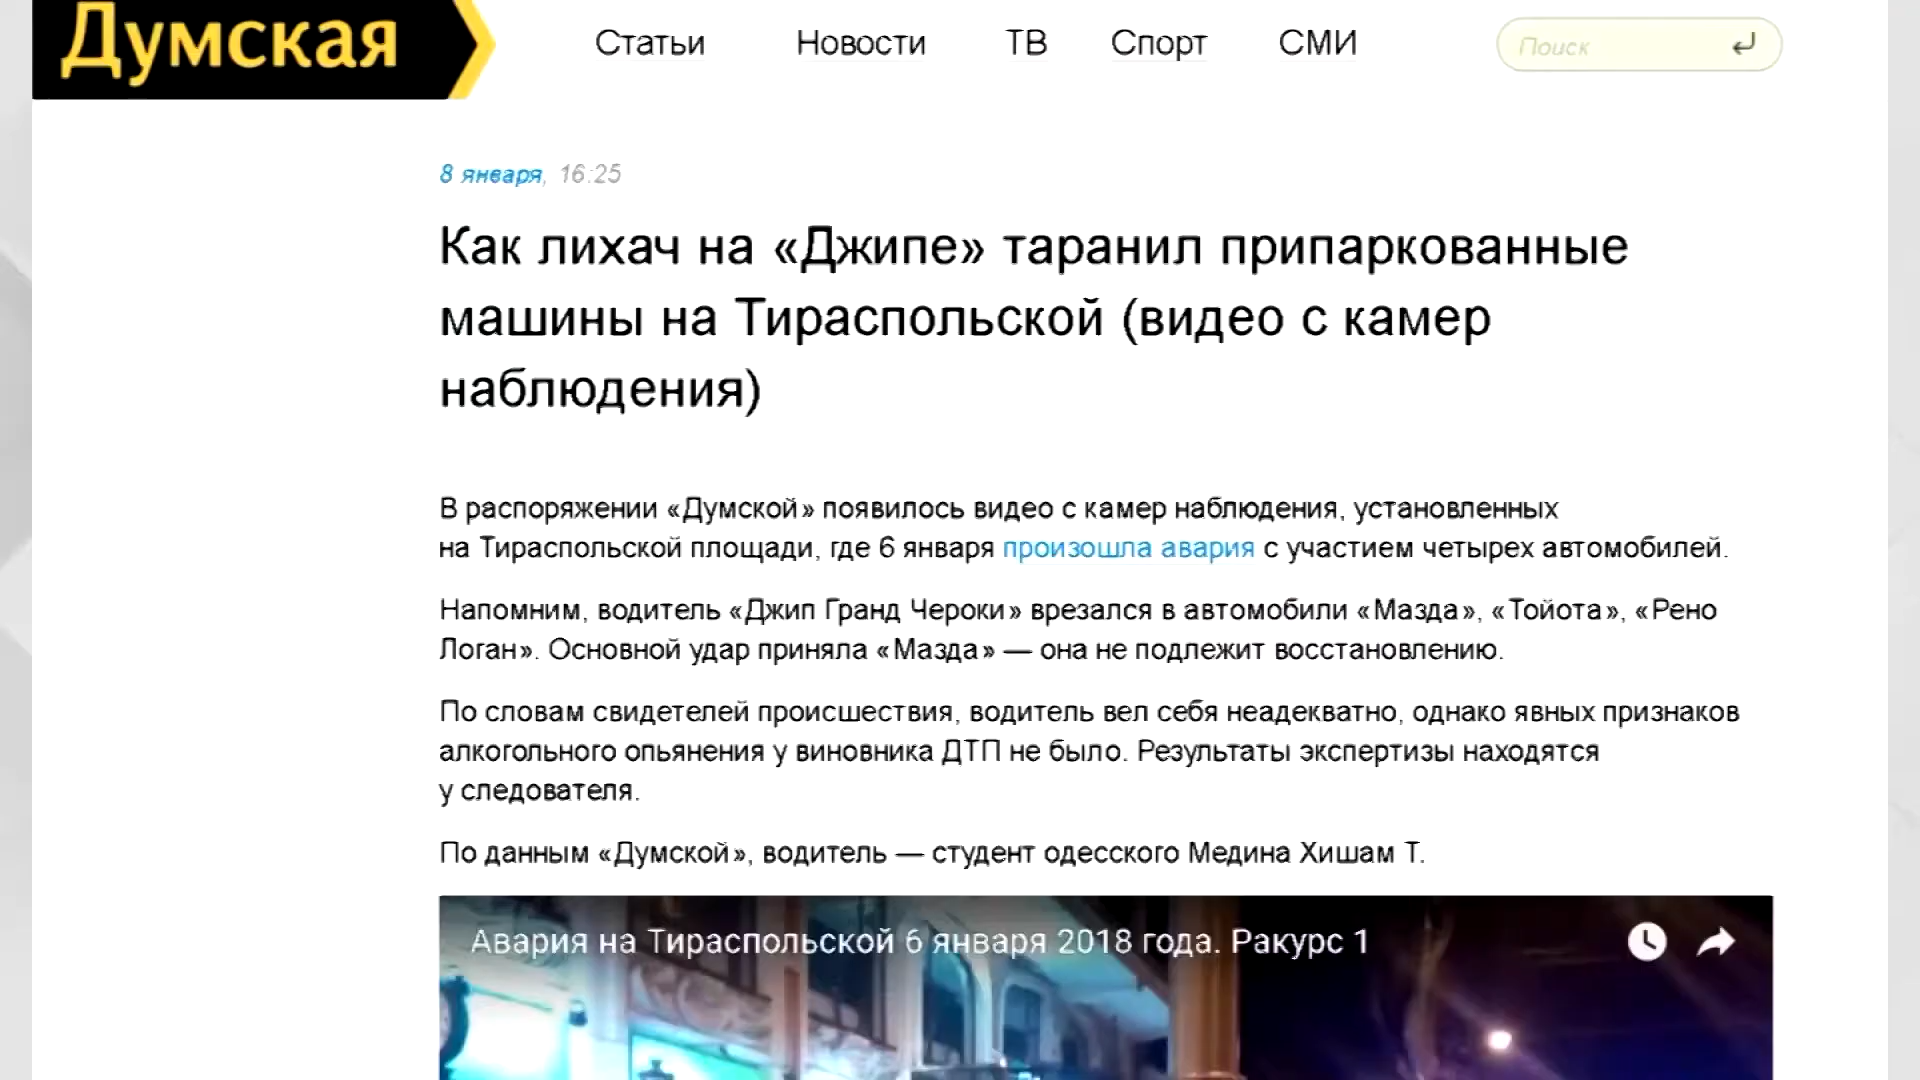 Думская
Статьи Новости ТВ Спорт СМИ Поиск
8 января, 16:25
Как лихач на «Джипе» таранил припаркованные
машины на Тираспольской (видео с камер
наблюдения)
В распоряжении «Думской» появилось видео с камер наблюдения, установленных
на Тираспольской площади, где 6 января произошла авария с участием четырех автомобилей.
Напомним, водитель «Джип Гранд Чероки» врезался в автомобили «Мазда», «Тойота», «Рено
Логан». Основной удар приняла «Мазда» — она не подлежит восстановлению.
По словам свидетелей происшествия, водитель вел себя неадекватно, однако явных признаков
алкогольного опьянения у виновника ДТП не было. Результаты экспертизы находятся
у следователя.
По данным «Думской», водитель — студент одесского Медина Хишам Т.
Авария на Тираспольской 6 января 2018 года. Ракурс 1